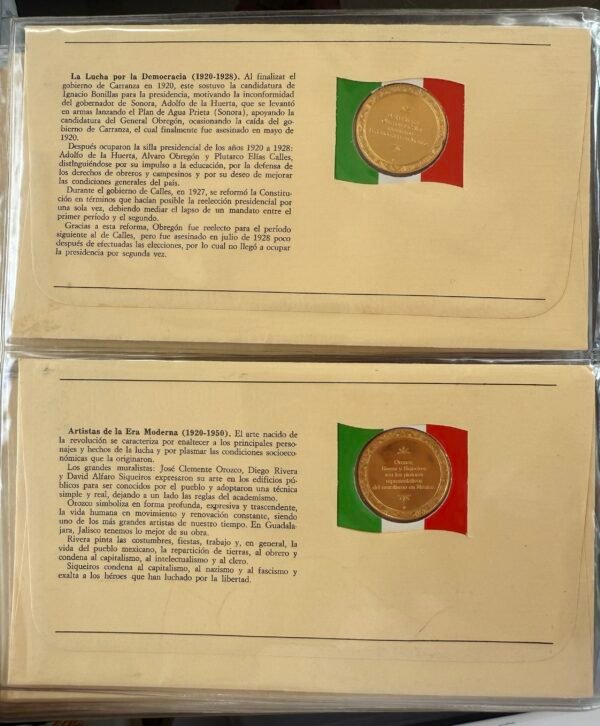 La Lucha por la Democracia (1920-1928). Al finalizar el
gobierno de Carranza en 1920, este sostuvo la candidatura de
Ignacio Bonillas para la presidencia, motivando la inconformidad
del gobernador de Sonora, Adolfo de la Huerta, que se levantó
en armas lanzando el Plan de Agua Prieta (Sonora), apoyando la
candidatura del General Obregón, ocasionando la caída del go-
bierno de Carranza, el cual finalmente fue asesinado en mayo de
1920.
Después ocuparon la silla presidencial de los años 1920 a 1928:
Adolfo de la Huerta, Alvaro Obregón y Plutarco Elías Calles,
distinguiéndose por su impulso a la educación, por la defensa de
los derechos de obreros y campesinos y por su deseo de mejorar
las condiciones generales del país.
Durante el gobierno de Calles, en 1927, se reformó la Constitu-
ción en términos que hacían posible la reelección presidencial por
una sola vez, debiendo mediar el lapso de un mandato entre el
primer período y el segundo.
Gracias a esta reforma, Obregón fue reelecto para el período
siguiente al de Calles, pero fue asesinado en julio de 1928 poco
después de efectuadas las elecciones, por lo cual no llegó a ocupar
la presidencia por segunda vez.
Artistas de la Era Moderna (1920-1950). El arte nacido de
la revolución se caracteriza por enaltecer a los principales perso-
najes y hechos de la lucha y por plasmar las condiciones socioeco-
nómicas que la originaron.
Los grandes muralistas: José Clemente Orozco, Diego Rivera
y David Alfaro Siqueiros expresaron su arte en los edificios pú-
blicos para ser conocidos por el pueblo y adoptaron una técnica
simple y real, dejando a un lado las reglas del academismo.
Orozco simboliza en forma profunda, expresiva y trascendente,
la vida humana en movimiento y renovación constante, siendo
uno de los más grandes artistas de nuestro tiempo. En Guadala-
jara, Jalisco tenemos lo mejor de su obra.
Rivera pinta las costumbres, fiestas, trabajo y, en general, la
vida del pueblo mexicano, la repartición de tierras, al obrero y
condena al capitalismo, al intelectualismo y al clero.
Siqueiros condena al capitalismo, al nazismo y al fascismo y
exalta a los héroes que han luchado por la libertad.
Orozco,
Rivera y Siqueiros
son los pintores
representativos
del muralismo en México